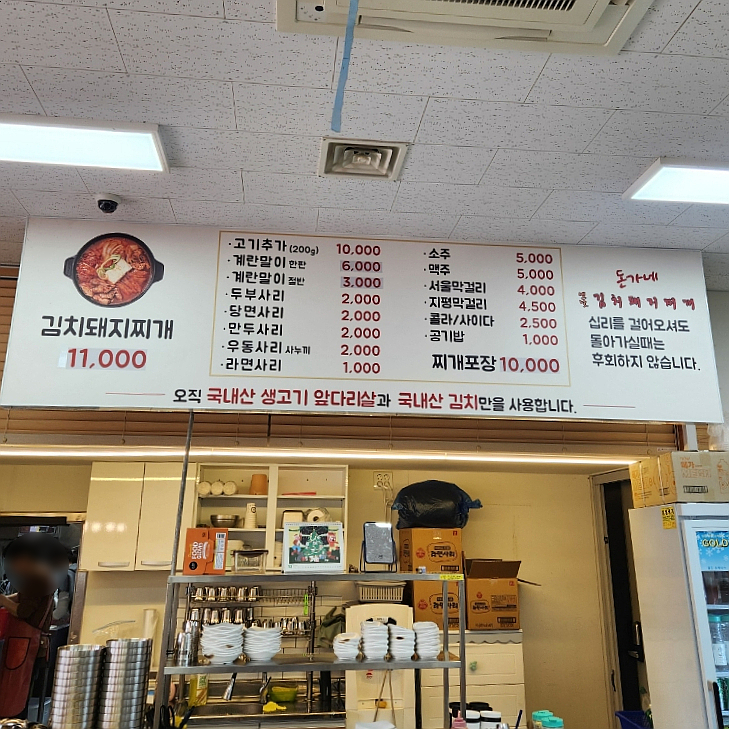 김치돼지찌개
11,000
· 고기추가 (200g) 10,000
· 계란말이 한판 6,000
· 계란말이 절반 3,000
· 두부사리 2,000
· 당면사리 2,000
· 만두사리 2,000
· 우동사리 사누끼 2,000
· 라면사리 1,000
· 소주 5,000
· 맥주 5,000
· 서울막걸리 4,000
· 지평막걸리 4,500
· 콜라/사이다 2,500
· 공기밥 1,000
찌개포장 10,000
돈가네
십리를 걸어오셔도
돌아가실때는
후회하지 않습니다.
오직 국내산 생고기 앞다리살과 국내산 김치만을 사용합니다.